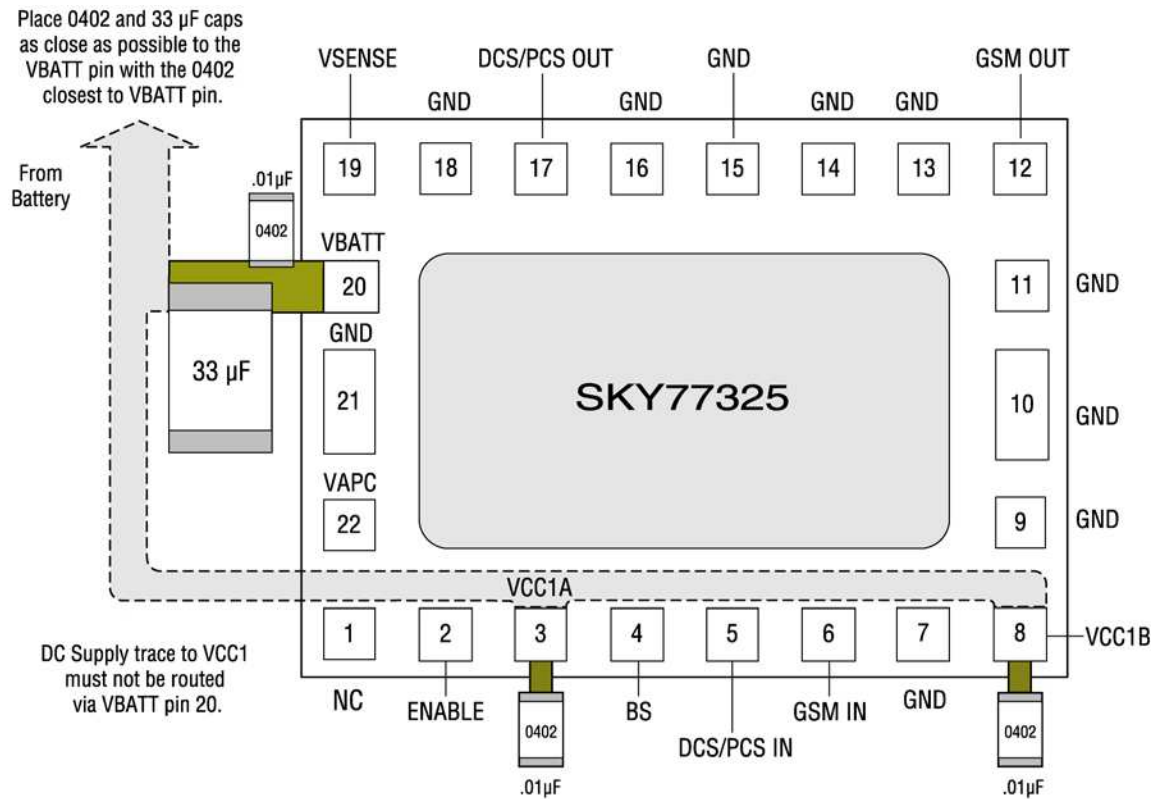 Place 0402 and 33 µF caps
as close as possible to the
VBATT pin with the 0402
closest to VBATT pin.
From
Battery
VSENSE
DCS/PCS OUT
GND
GSM OUT
GND
GND
GND
GND
19
18
17
16
15
14
13
12
.01µF
0402
VBATT
20
11
GND
GND
33 µF
21
SKY77325
10
GND
VAPC
22
9
GND
VCC1A
1
2
3
4
5
6
7
8
VCC1B
DC Supply trace to VCC1
must not be routed
via VBATT pin 20.
NC
ENABLE
BS
GSM IN
GND
DCS/PCS IN
0402
0402
.01µF
.01µF